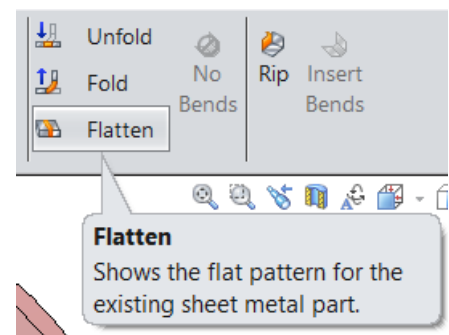 Unfold
Fold
Flatten
No
Bends
Rip
Insert
Bends
Flatten
Shows the flat pattern for the
existing sheet metal part.